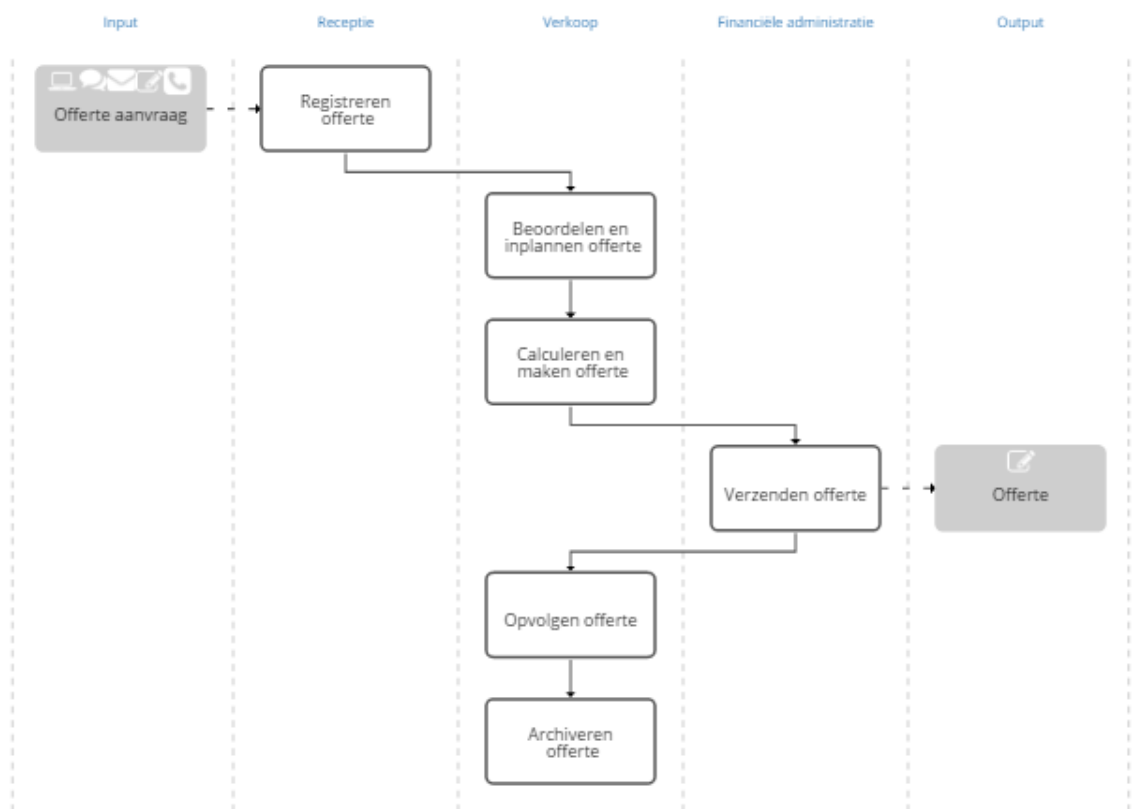 Input
Receptie
Verkoop
Financiële administratie
Output
Offerte aanvraag
Registreren
offerte
Beoordelen en
inplannen offerte
Calculeren en
maken offerte
Verzenden offerte
Offerte
Opvolgen offerte
Archiveren
offerte